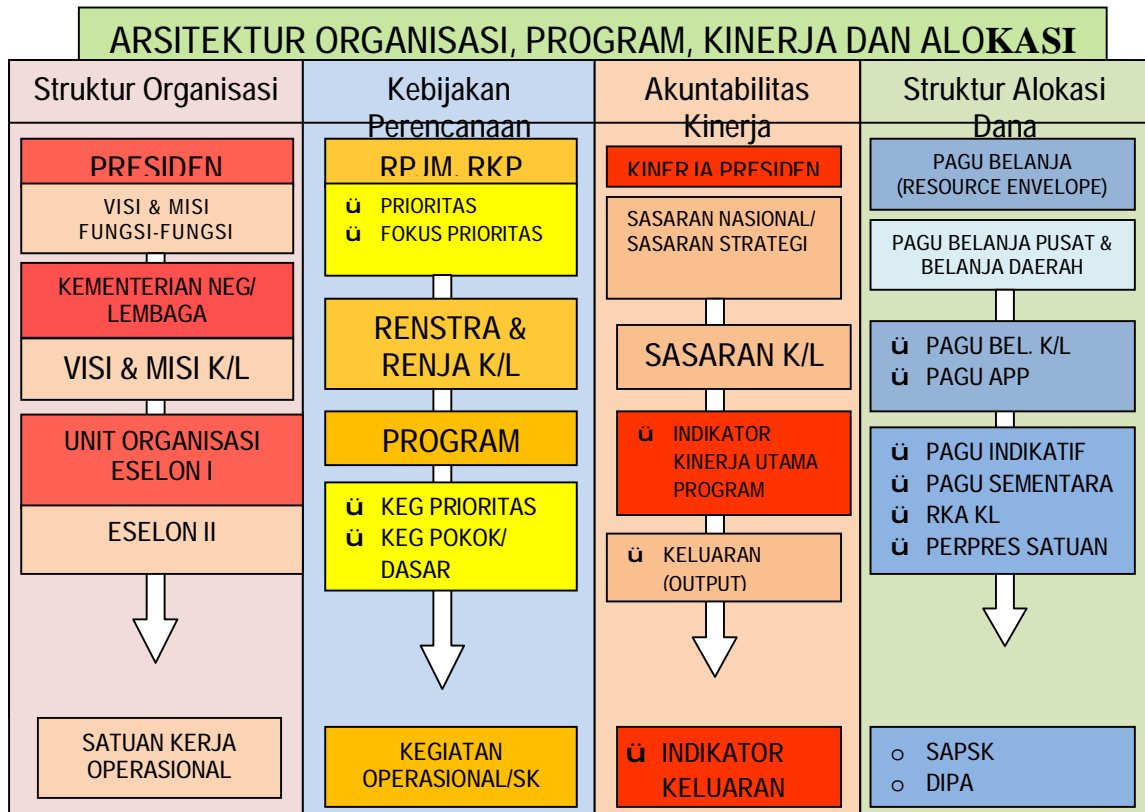 ARSITEKTUR ORGANISASI, PROGRAM, KINERJA DAN ALOKASI
Struktur Organisasi
PRESIDEN
VISI & MISI
FUNGSI-FUNGSI
KEMENTERIAN NEG/
LEMBAGA
VISI & MISI K/L
UNIT ORGANISASI
ESELON I
ESELON II
SATUAN KERJA
OPERASIONAL
Kebijakan
Perencanaan
RPJM, RKP
ü PRIORITAS
ü FOKUS PRIORITAS
RENSTRA &
RENJA K/L
PROGRAM
ü KEG PRIORITAS
ü KEG POKOK/
DASAR
KEGIATAN
OPERASIONAL/SK
Akuntabilitas
Kinerja
KINERJA PRESIDEN
SASARAN NASIONAL/
SASARAN STRATEGI
SASARAN K/L
ü INDIKATOR
KINERJA UTAMA
PROGRAM
ü KELUARAN
(OUTPUT)
ü INDIKATOR
KELUARAN
Struktur Alokasi
Dana
PAGU BELANJA
(RESOURCE ENVELOPE)
PAGU BELANJA PUSAT &
BELANJA DAERAH
ü PAGU BEL. K/L
ü PAGU APP
ü PAGU INDIKATIF
ü PAGU SEMENTARA
ü RKA KL
ü PERPRES SATUAN
o SAPSK
o DIPA